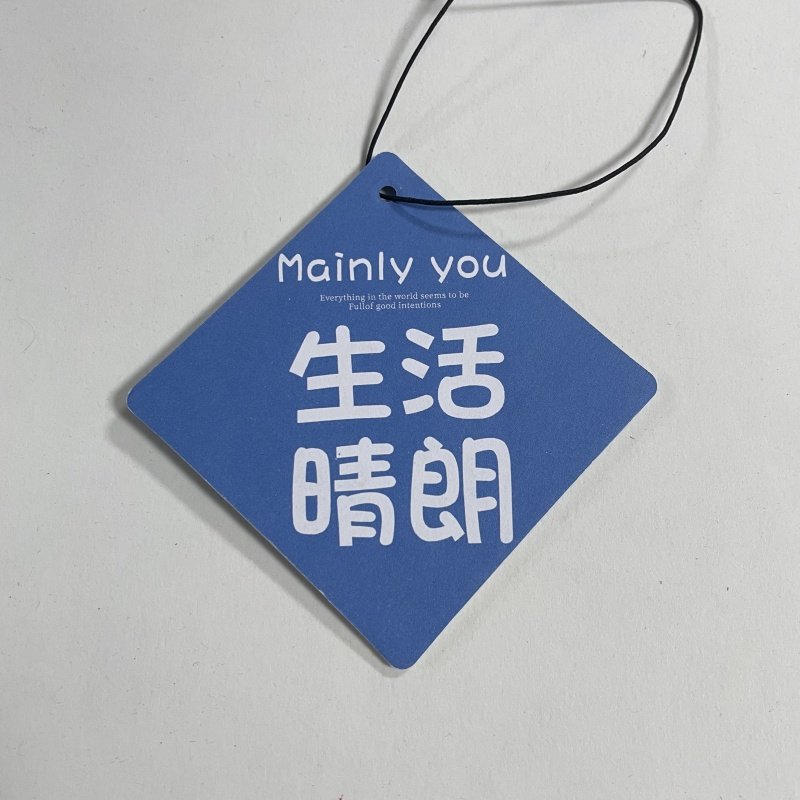 Mainly you
Everything in the world seems to be
Fullof good intentions
生活
晴朗